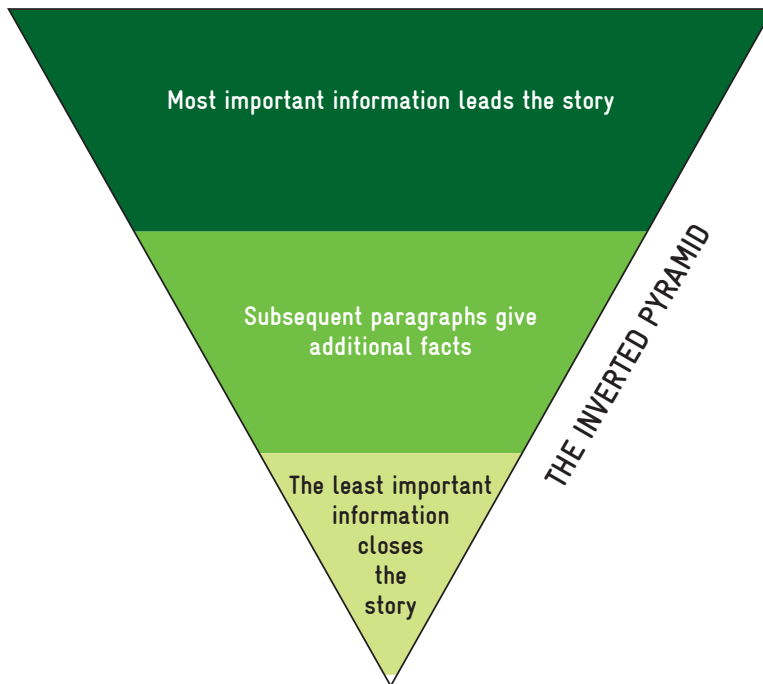 Most important information leads the story
Subsequent paragraphs give
additional facts
THE INVERTED PYRAMID
The least important
information
closes
the
story